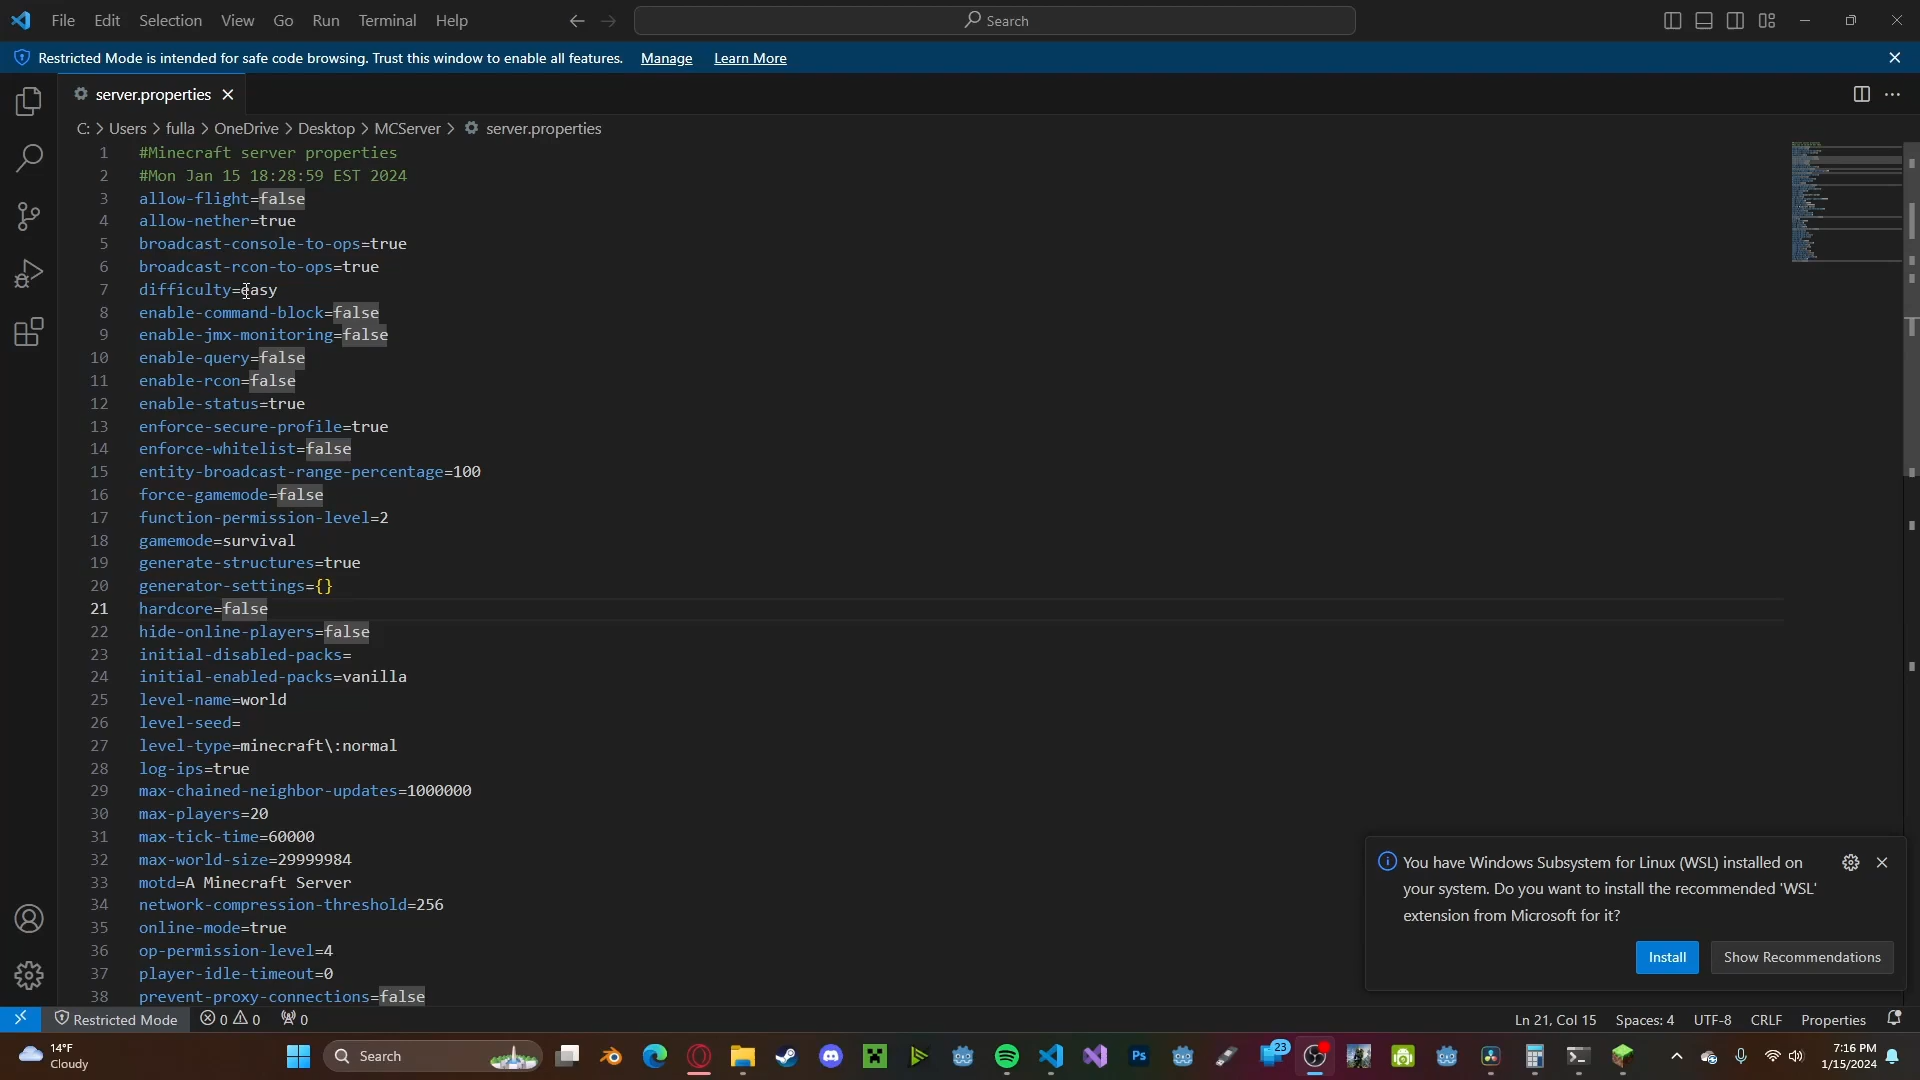 File Edit Selection View Go Run Terminal Help
Search
Restricted Mode is intended for safe code browsing. Trust this window to enable all features. Manage Learn More
server.properties
C: > Users > fulla > OneDrive > Desktop > MCServer > server.properties
1 #Minecraft server properties
2 #Mon Jan 15 18:28:59 EST 2024
3 allow-flight=false
4 allow-nether=true
5 broadcast-console-to-ops=true
6 broadcast-rcon-to-ops=true
7 difficulty=easy
8 enable-command-block=false
9 enable-jmx-monitoring=false
10 enable-query=false
11 enable-rcon=false
12 enable-status=true
13 enforce-secure-profile=true
14 enforce-whitelist=false
15 entity-broadcast-range-percentage=100
16 force-gamemode=false
17 function-permission-level=2
18 gamemode=survival
19 generate-structures=true
20 generator-settings={}
21 hardcore=false
22 hide-online-players=false
23 initial-disabled-packs=
24 initial-enabled-packs=vanilla
25 level-name=world
26 level-seed=
27 level-type=minecraft\:normal
28 log-ips=true
29 max-chained-neighbor-updates=1000000
30 max-players=20
31 max-tick-time=60000
32 max-world-size=29999984
33 motd=A Minecraft Server
34 network-compression-threshold=256
35 online-mode=true
36 op-permission-level=4
37 player-idle-timeout=0
38 prevent-proxy-connections=false
You have Windows Subsystem for Linux (WSL) installed on
your system. Do you want to install the recommended 'WSL'
extension from Microsoft for it?
Install Show Recommendations
Restricted Mode 0 0 0 Ln 21, Col 15 Spaces: 4 UTF-8 CRLF Properties
14°F
Cloudy
Search
Ps
23
7:16 PM
1/15/2024